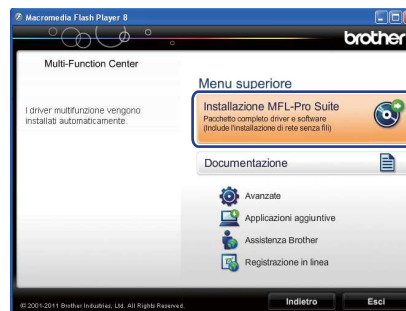 Macromedia Flash Player 8
brother
Multi-Function Center
I driver multifunzione vengono
installati automaticamente.
Menu superiore
Installazione MFL-Pro Suite
Pacchetto completo driver e software
(Include l'installazione di rete senza fili)
Documentazione
Avanzate
Applicazioni aggiuntive
Assistenza Brother
Registrazione in linea
© 2001-2011 Brother Industries, Ltd. All Rights Reserved.
Indietro
Esci